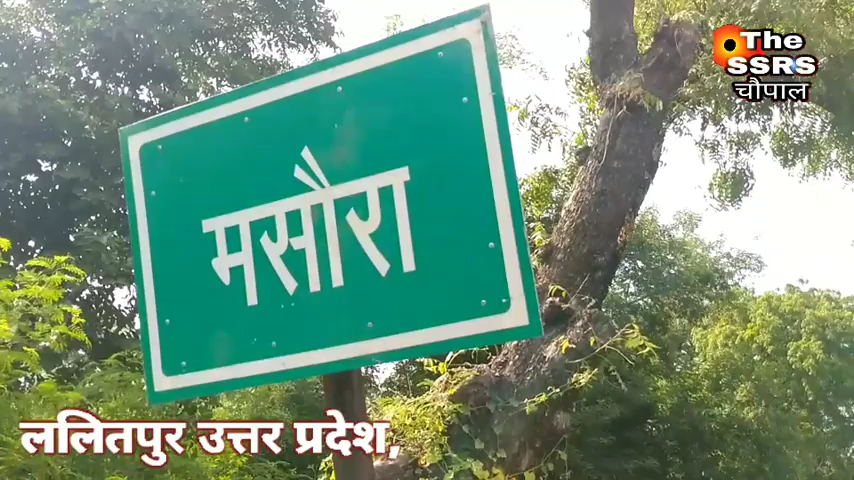 The
SSRS
चौपाल
मसौरा
ललितपुर उत्तर प्रदेश,